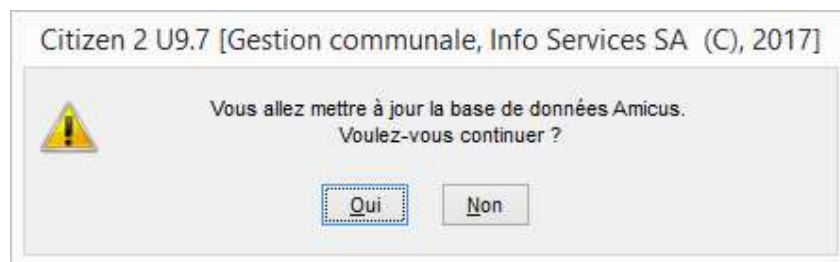 Citizen 2 U9.7 [Gestion communale, Info Services SA (C), 2017]
Vous allez mettre à jour la base de données Amicus.
Voulez-vous continuer ?
Oui
Non